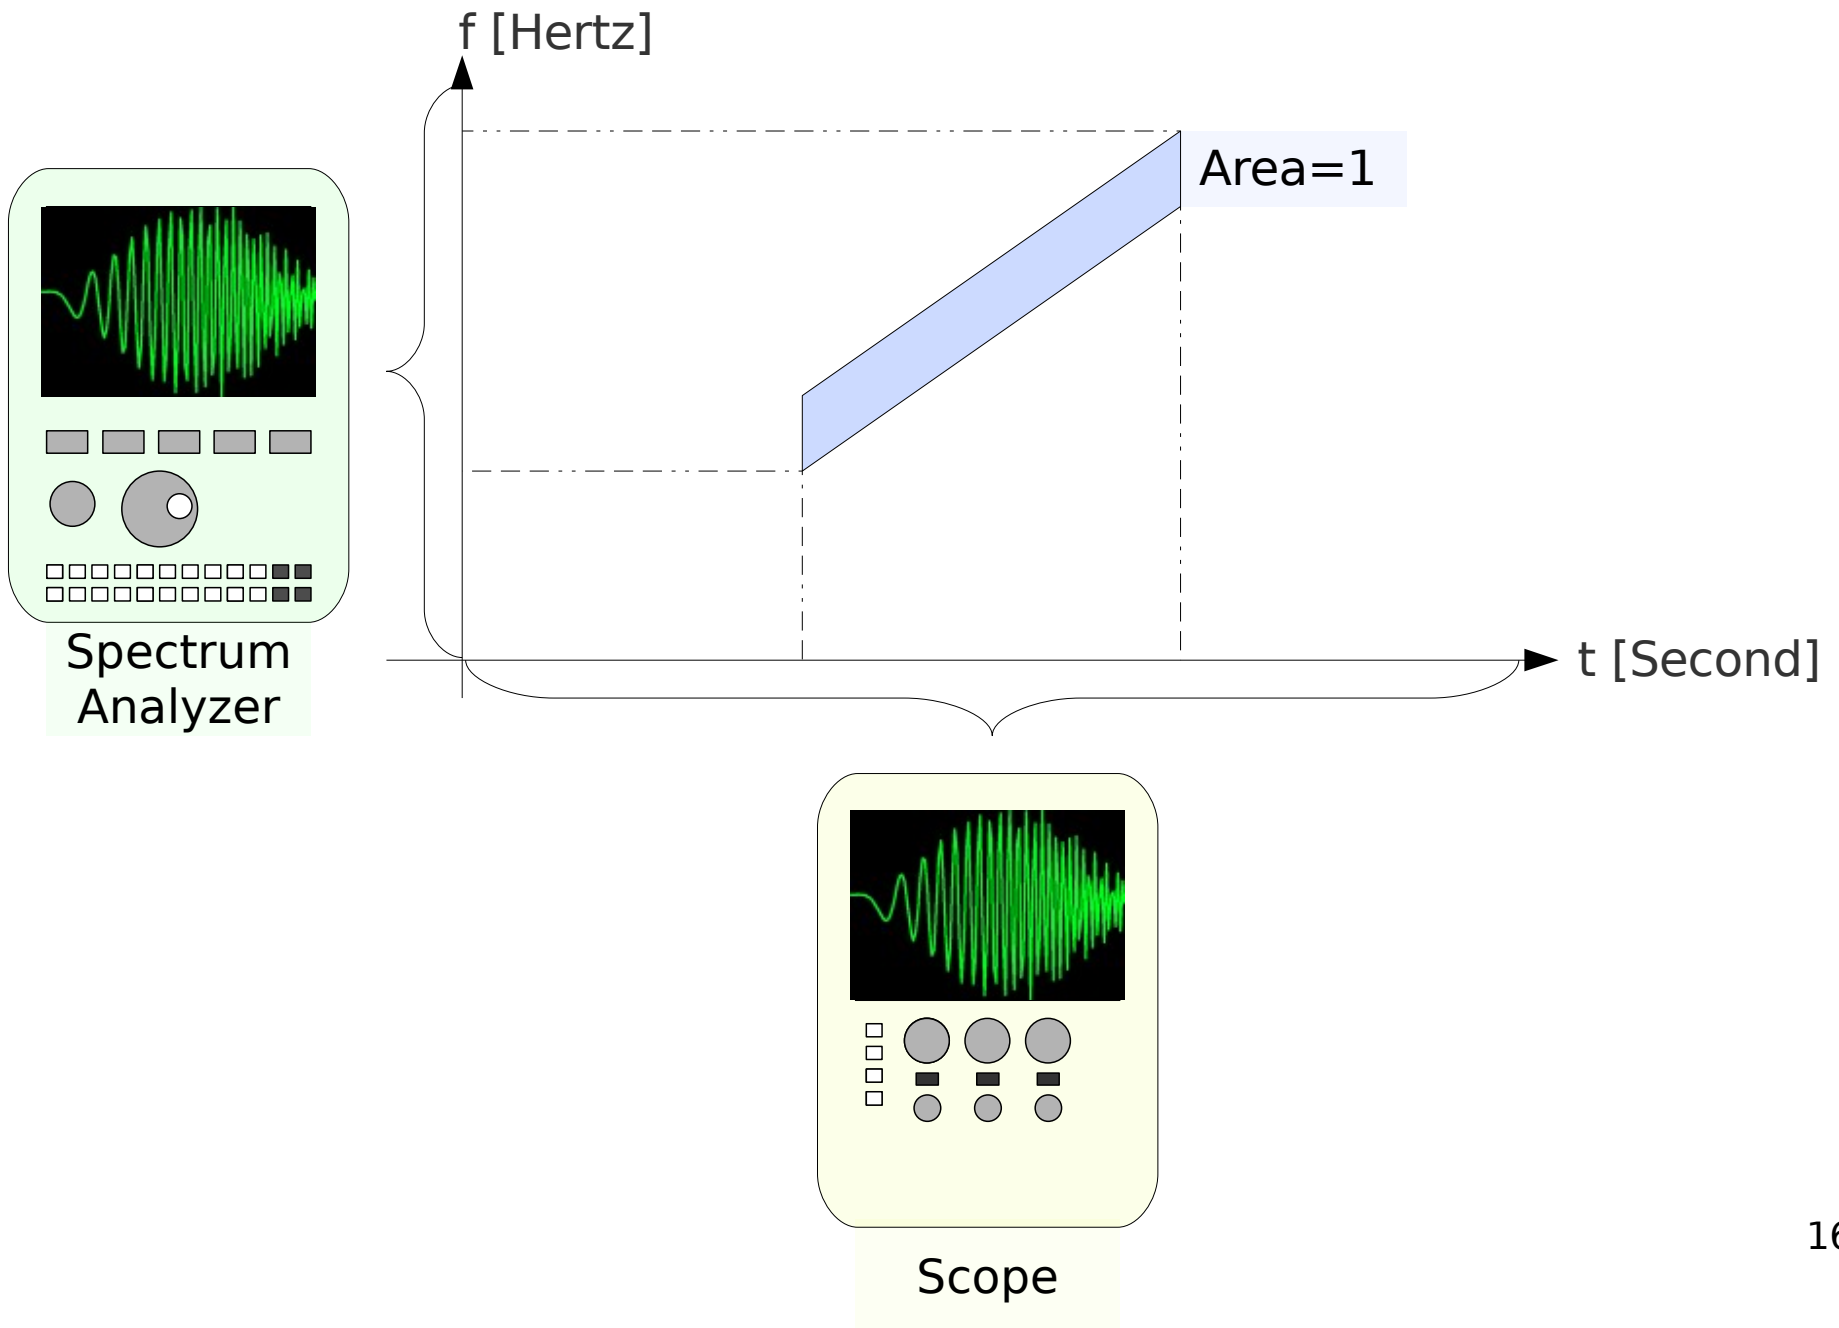 f [Hertz]
Area=1
Spectrum
Analyzer
t [Second]
Scope